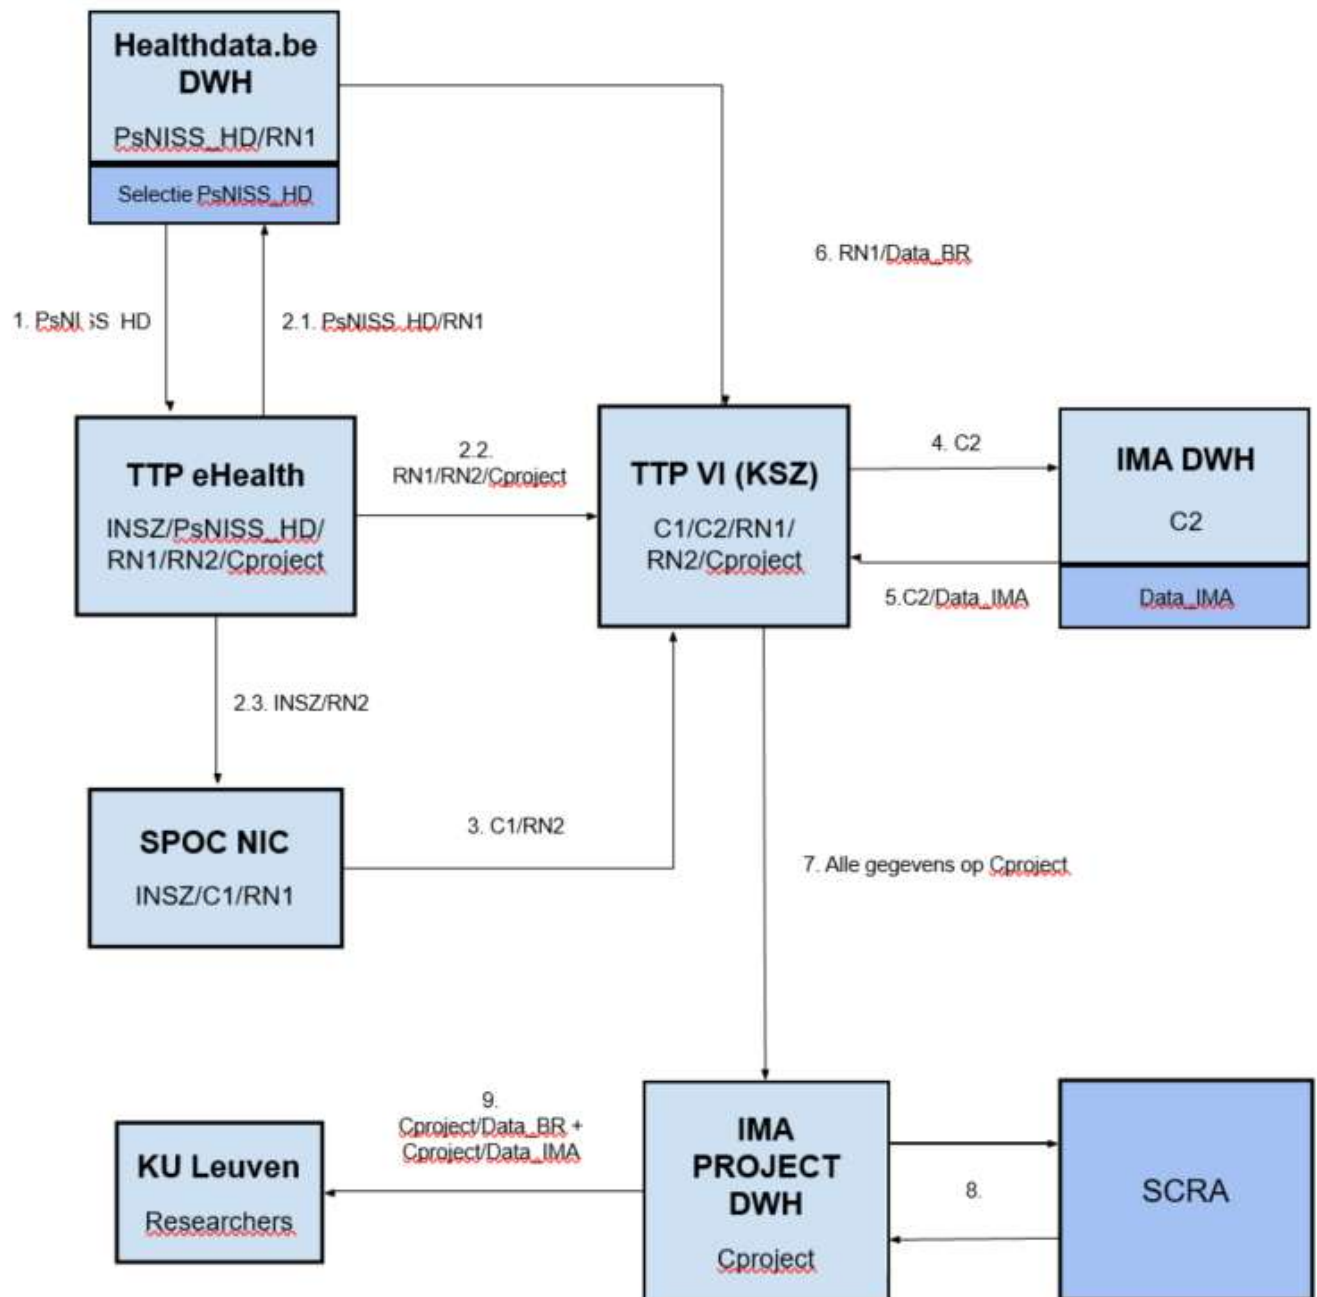 Healthdata.be
DWH
PsNISS_HD/RN1
Selectie PsNISS_HD
6. RN1/Data_BR
1. PsNISS HD
2.1. PsNISS_HD/RN1
TTP eHealth
INSZ/PsNISS_HD/
RN1/RN2/Cproject
2.2.
RN1/RN2/Cproject
TTP VI (KSZ)
C1/C2/RN1/
RN2/Cproject
4. C2
5.C2/Data_IMA
IMA DWH
C2
Data_IMA
2.3. INSZ/RN2
SPOC NIC
INSZ/C1/RN1
3. C1/RN2
7. Alle gegevens op Cproject
9.
Cproject/Data_BR +
Cproject/Data_IMA
KU Leuven
Researchers
IMA
PROJECT
DWH
Cproject
8.
SCRA